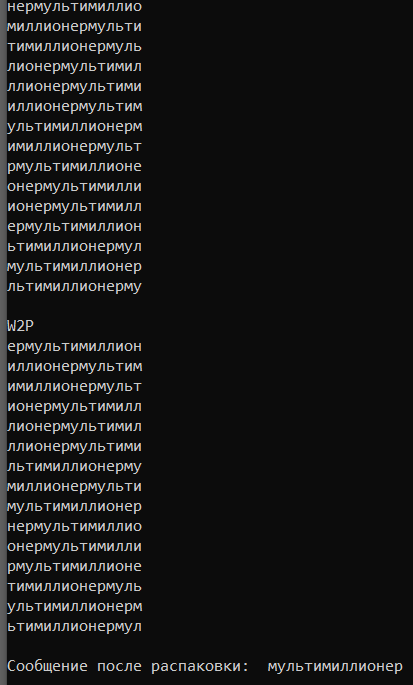 нермультимиллио
миллионермульти
тимиллионермуль
лионермультимил
ллионермультими
иллионермультим
ультимиллионерм
имиллионермульт
рмультимиллионе
онермультимилли
ионермультимилл
ермультимиллион
ьтимиллионермул
мультимиллионер
льтимиллионерму
W2P
ермультимиллион
иллионермультим
имиллионермульт
ионермультимилл
лионермультимил
ллионермультими
льтимиллионерму
миллионермульти
мультимиллионер
нермультимиллио
онермультимилли
рмультимиллионе
тимиллионермуль
ультимиллионерм
ьтимиллионермул
Сообщение после распаковки:  мультимиллионер